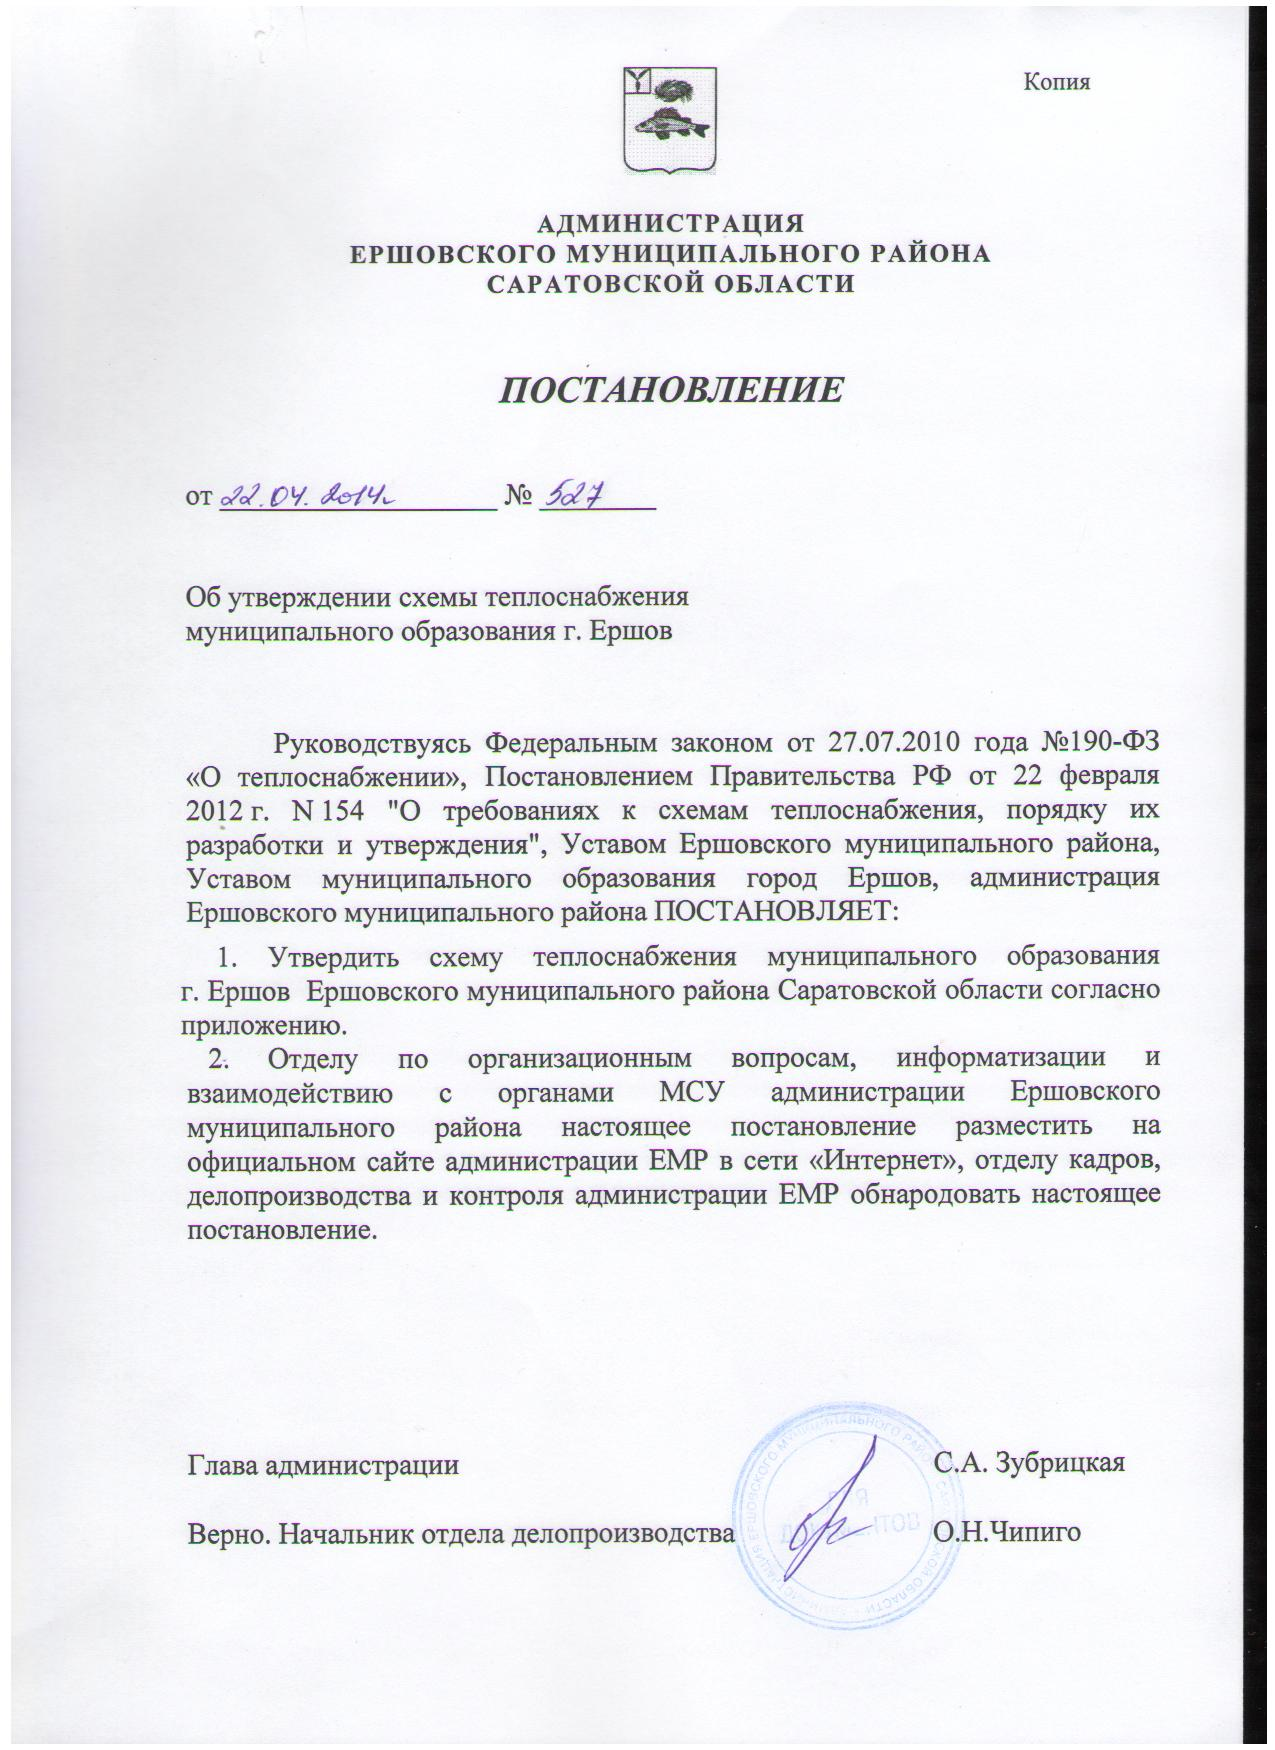 Копия
АДМИНИСТРАЦИЯ
ЕРШОВСКОГО МУНИЦИПАЛЬНОГО РАЙОНА
САРАТОВСКОЙ ОБЛАСТИ
ПОСТАНОВЛЕНИЕ
от 22.04.2014г № 527
Об утверждении схемы теплоснабжения
муниципального образования г. Ершов
Руководствуясь Федеральным законом от 27.07.2010 года №190-ФЗ
«О теплоснабжении», Постановлением Правительства РФ от 22 февраля
2012 г. N 154 "О требованиях к схемам теплоснабжения, порядку их
разработки и утверждения", Уставом Ершовского муниципального района,
Уставом муниципального образования город Ершов, администрация
Ершовского муниципального района ПОСТАНОВЛЯЕТ:
1. Утвердить схему теплоснабжения муниципального образования
г. Ершов Ершовского муниципального района Саратовской области согласно
приложению.
2. Отделу по организационным вопросам, информатизации и
взаимодействию с органами МСУ администрации Ершовского
муниципального района настоящее постановление разместить на
официальном сайте администрации ЕМР в сети «Интернет», отделу кадров,
делопроизводства и контроля администрации ЕМР обнародовать настоящее
постановление.
Глава администрации С.А. Зубрицкая
Верно. Начальник отдела делопроизводства О.Н.Чипиго
ЕРШОВСКОГО МУНИЦИПАЛЬНОГО
ОБЛАСТИ